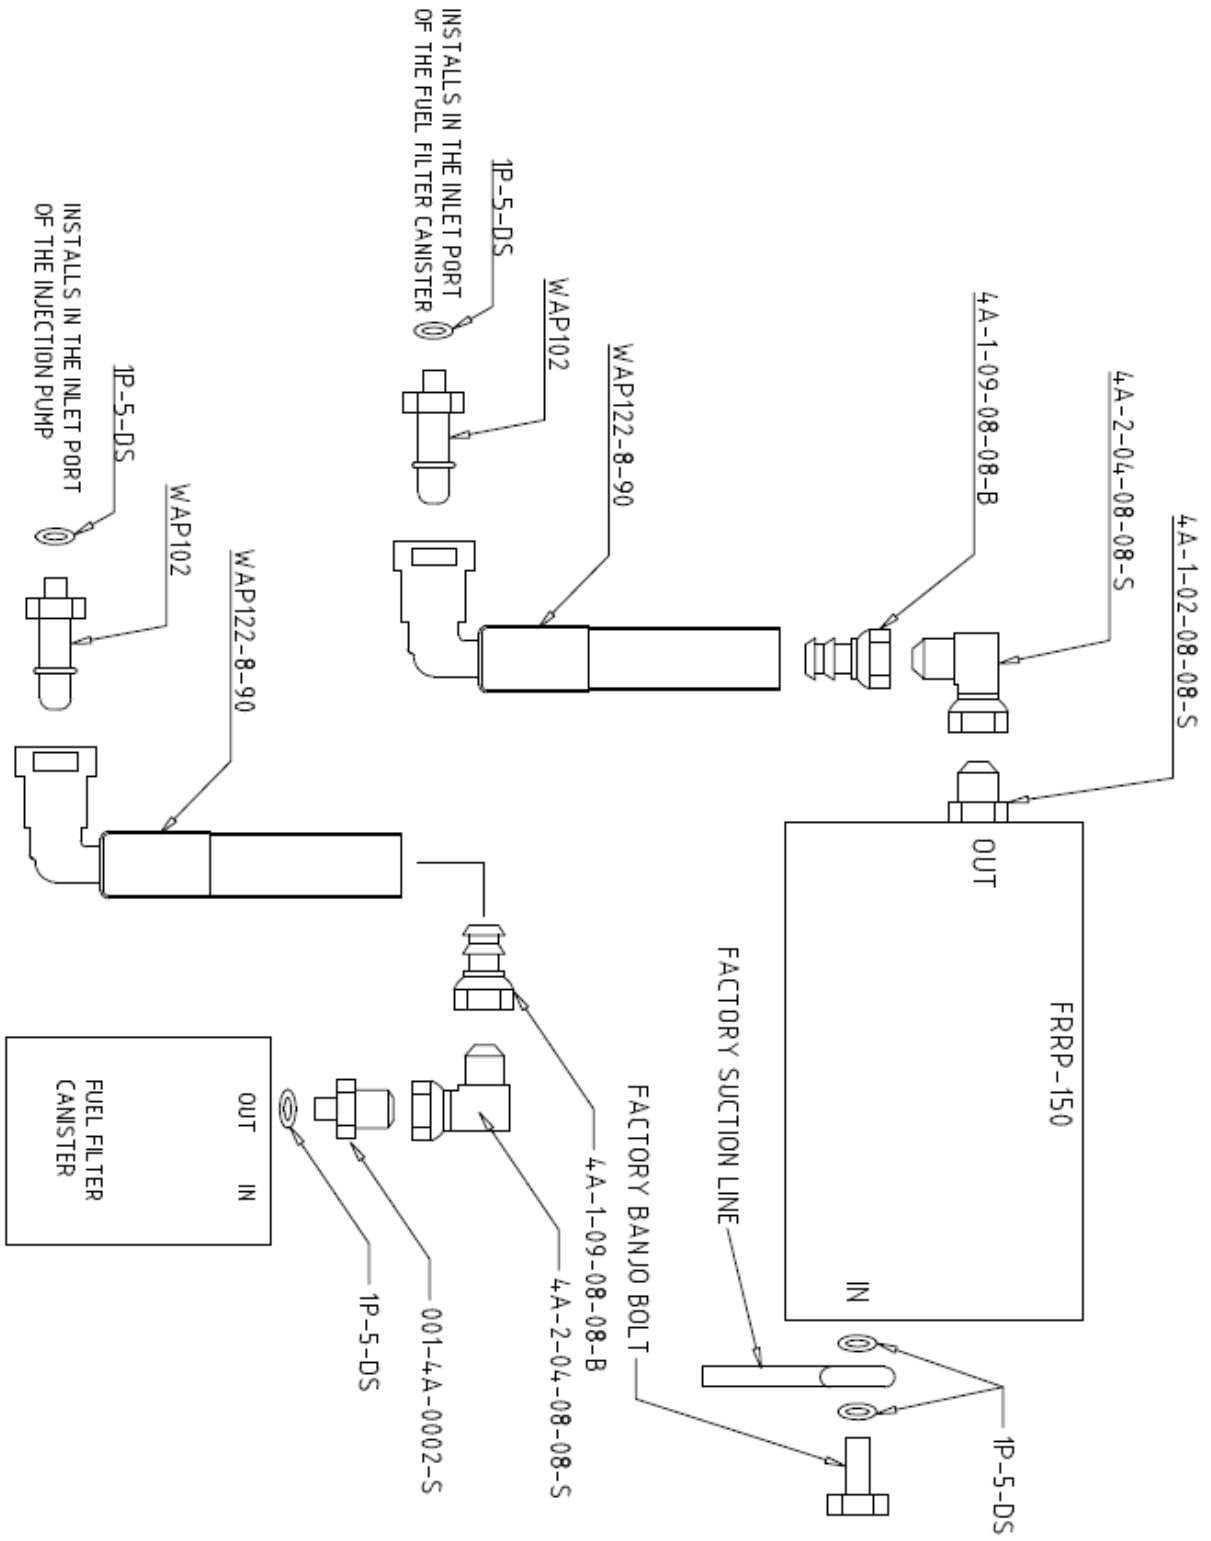 4A-1-02-08-08-S
4A-2-04-08-08-S
4A-1-09-08-08-B
WAP122-8-90
WAP102
1P-5-DS
INSTALLS IN THE INLET PORT
OF THE FUEL FILTER CANISTER
OUT
FRRP-150
IN
1P-5-DS
FACTORY SUCTION LINE
FACTORY BANJO BOLT
4A-1-09-08-08-B
4A-2-04-08-08-S
001-4A-0002-S
1P-5-DS
WAP122-8-90
WAP102
1P-5-DS
INSTALLS IN THE INLET PORT
OF THE INJECTION PUMP
OUT
IN
FUEL FILTER
CANISTER